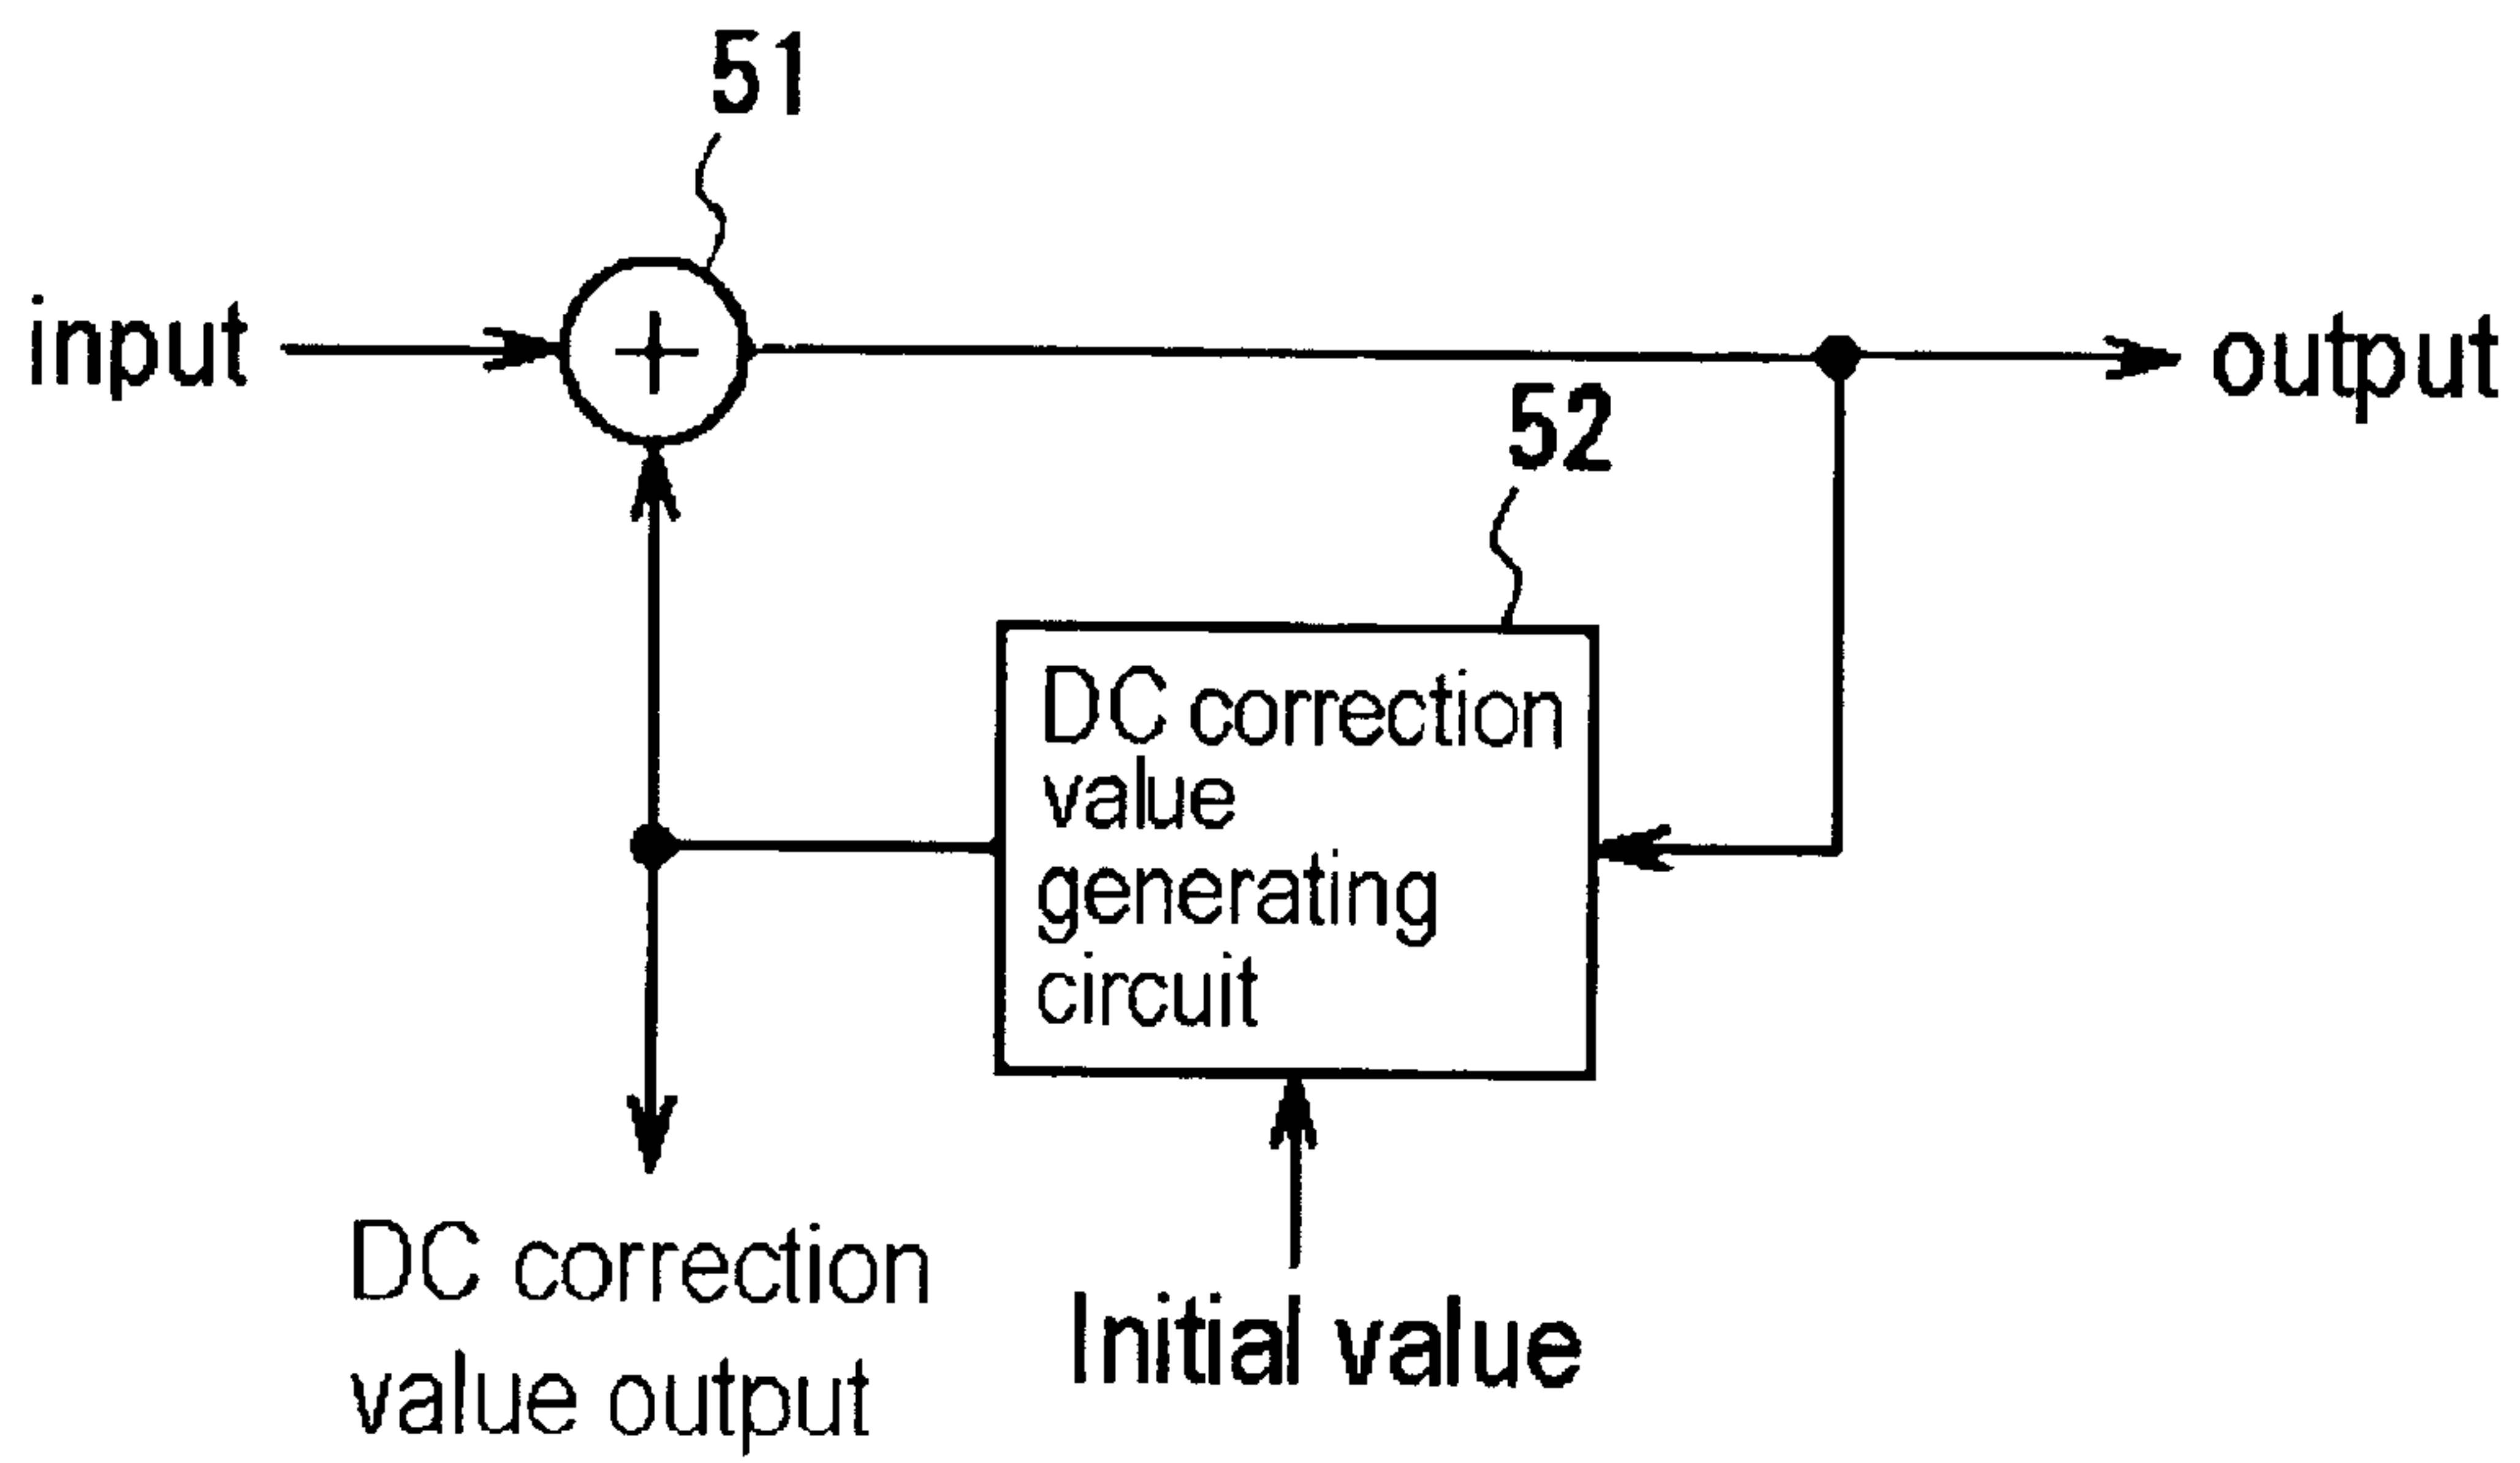 51
input
output
52
DC correction
value
generating
circuit
DC correction
value output
Initial value